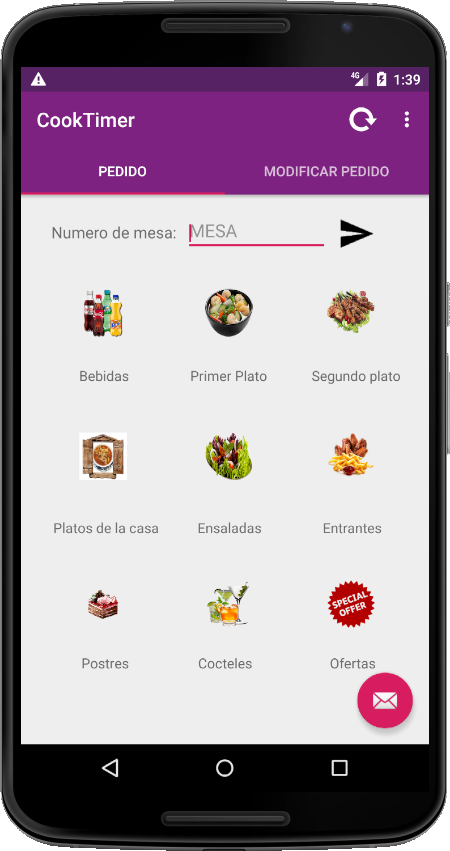 4G 1:39
CookTimer
PEDIDO MODIFICAR PEDIDO
Numero de mesa: MESA
Bebidas Primer Plato Segundo plato
Platos de la casa Ensaladas Entrantes
SPECIAL
OFFER
Postres Cocteles Ofertas